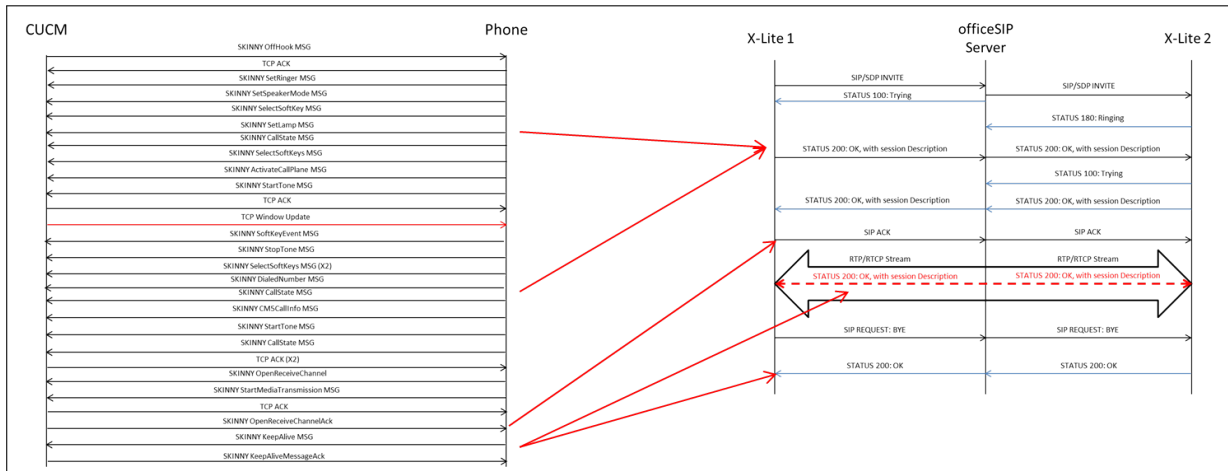 CUCM
Phone
SKINNY OffHook MSG
TCP ACK
SKINNY SetRinger MSG
SKINNY SetSpeakerMode MSG
SKINNY SelectSoftKey MSG
SKINNY SetLamp MSG
SKINNY CallState MSG
SKINNY SelectSoftKeys MSG
SKINNY ActivateCallPlane MSG
SKINNY StartTone MSG
TCP ACK
TCP Window Update
SKINNY SoftKeyEvent MSG
SKINNY StopTone MSG
SKINNY SelectSoftKeys MSG (X2)
SKINNY DialedNumber MSG
SKINNY CallState MSG
SKINNY CMSCallInfo MSG
SKINNY StartTone MSG
SKINNY CallState MSG
TCP ACK (X2)
SKINNY OpenReceiveChannel
SKINNY StartMediaTransmission MSG
TCP ACK
SKINNY OpenReceiveChannelAck
SKINNY KeepAlive MSG
SKINNY KeepAliveMessageAck
X-Lite 1
officeSIP
Server
X-Lite 2
SIP/SDP INVITE
SIP/SDP INVITE
STATUS 100: Trying
STATUS 180: Ringing
STATUS 200: OK, with session Description
STATUS 200: OK, with session Description
STATUS 100: Trying
STATUS 200: OK, with session Description
STATUS 200: OK, with session Description
SIP ACK
SIP ACK
RTP/RTCP Stream
RTP/RTCP Stream
STATUS 200: OK, with session Description
STATUS 200: OK, with session Description
SIP REQUEST: BYE
SIP REQUEST: BYE
STATUS 200: OK
STATUS 200: OK